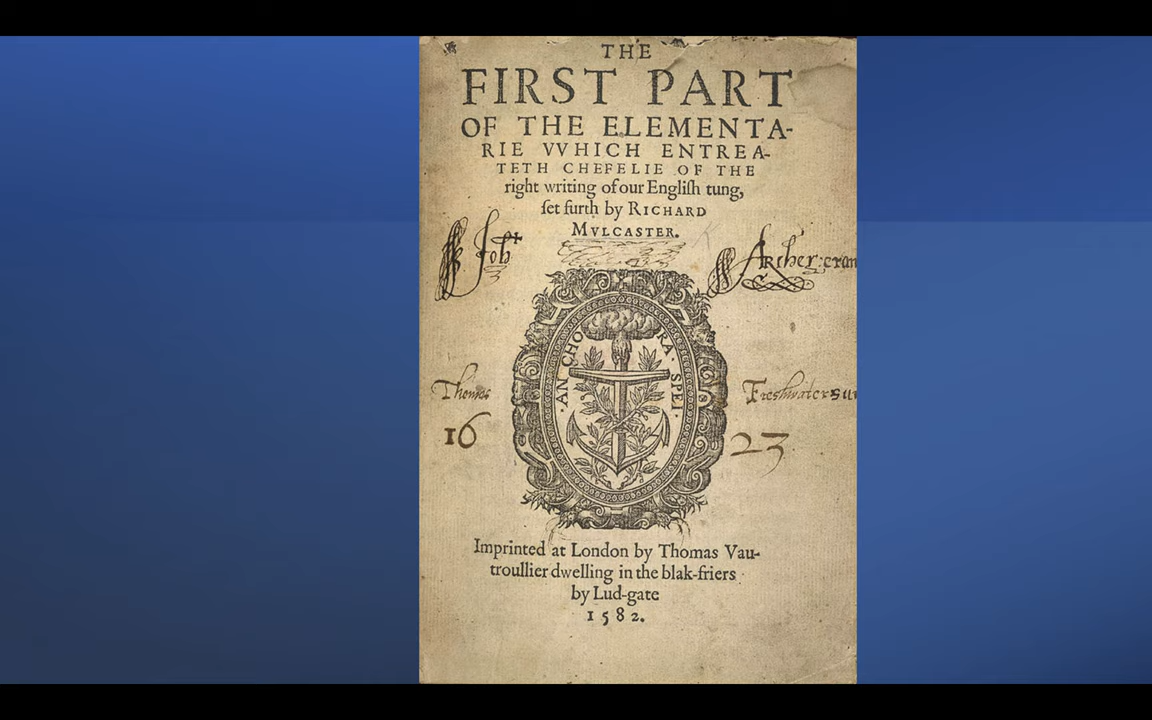 THE
FIRST PART
OF THE ELEMENTA-
RIE VVHICH ENTREA-
TETH CHEFELIE OF THE
right writing of our Engliſh tung,
ſet furth by RICHARD
MVLCASTER.
Joh
Archer:
ANCHORA · SPEI ·
Thomas
Freshwater
16 23
Imprinted at London by Thomas Vau-
troullier dwelling in the blak-friers
by Lud-gate
1582.